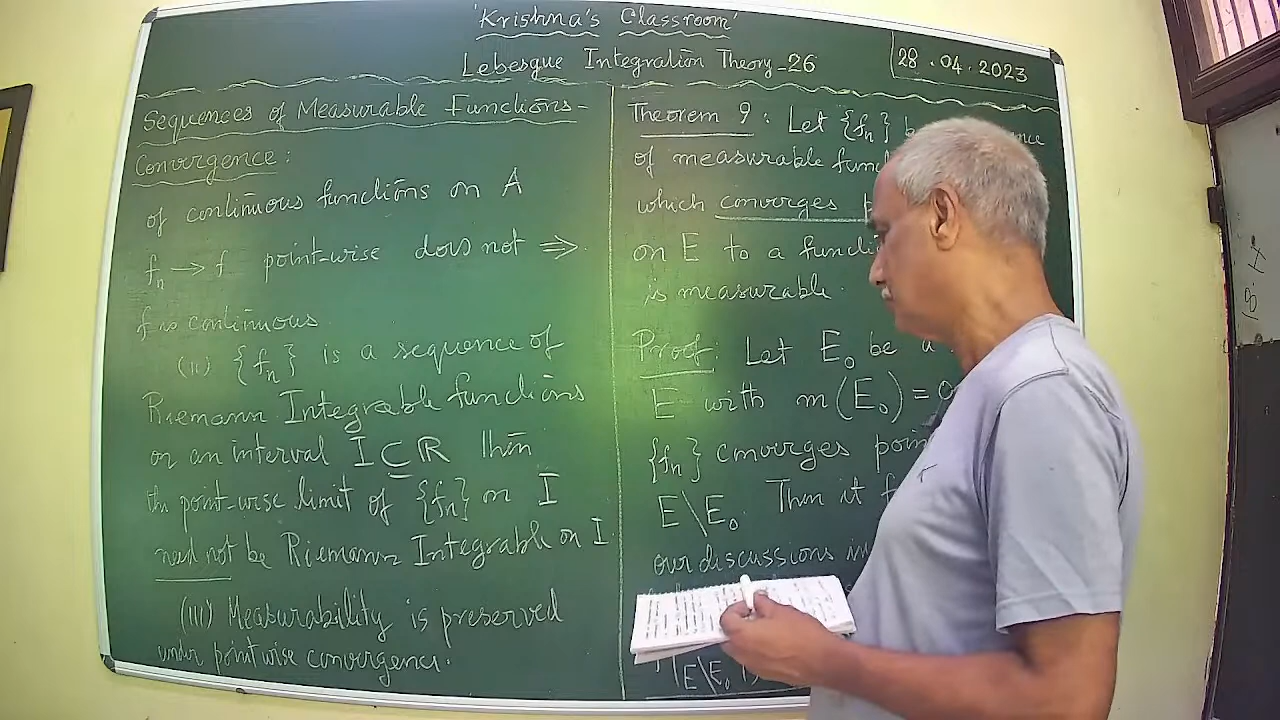 'Krishna's Classroom'
Lebesgue Integration Theory-26
28.04.2023
Sequences of Measurable Functions-
Convergence:
of continuous functions on A
fn → f point-wise does not ⇒
f is continuous
(ii) {fn} is a sequence of
Riemann Integrable functions
on an interval I ⊆ ℝ then
the point-wise limit of {fn} on I
need not be Riemann Integrable on I.
(iii) Measurability is preserved
under pointwise convergence.
Theorem 9: Let {fn}
of measurable
which converges
on E to a
is measurable.
Proof: Let E₀ be a
E with m(E₀) = 0
{fn} converges
E\E₀. Then it
our discussions
E\E₀